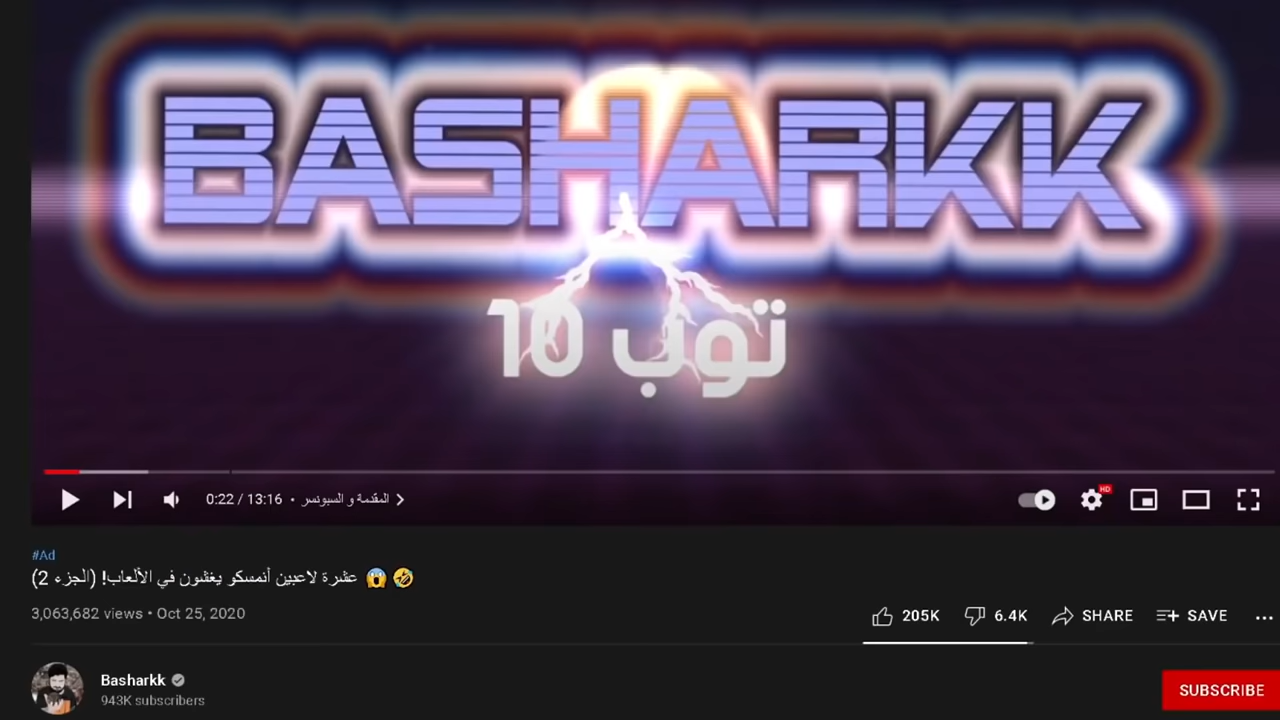 BASHARKK
توب 10
0:22 / 13:16 • المقدمة و السبونسر
HD
#Ad
عشرة لاعبين أنمسكو يغشون في الألعاب! (الجزء 2) 😱 🤣
3,063,682 views • Oct 25, 2020
205K 6.4K SHARE SAVE
Basharkk
943K subscribers
SUBSCRIBE